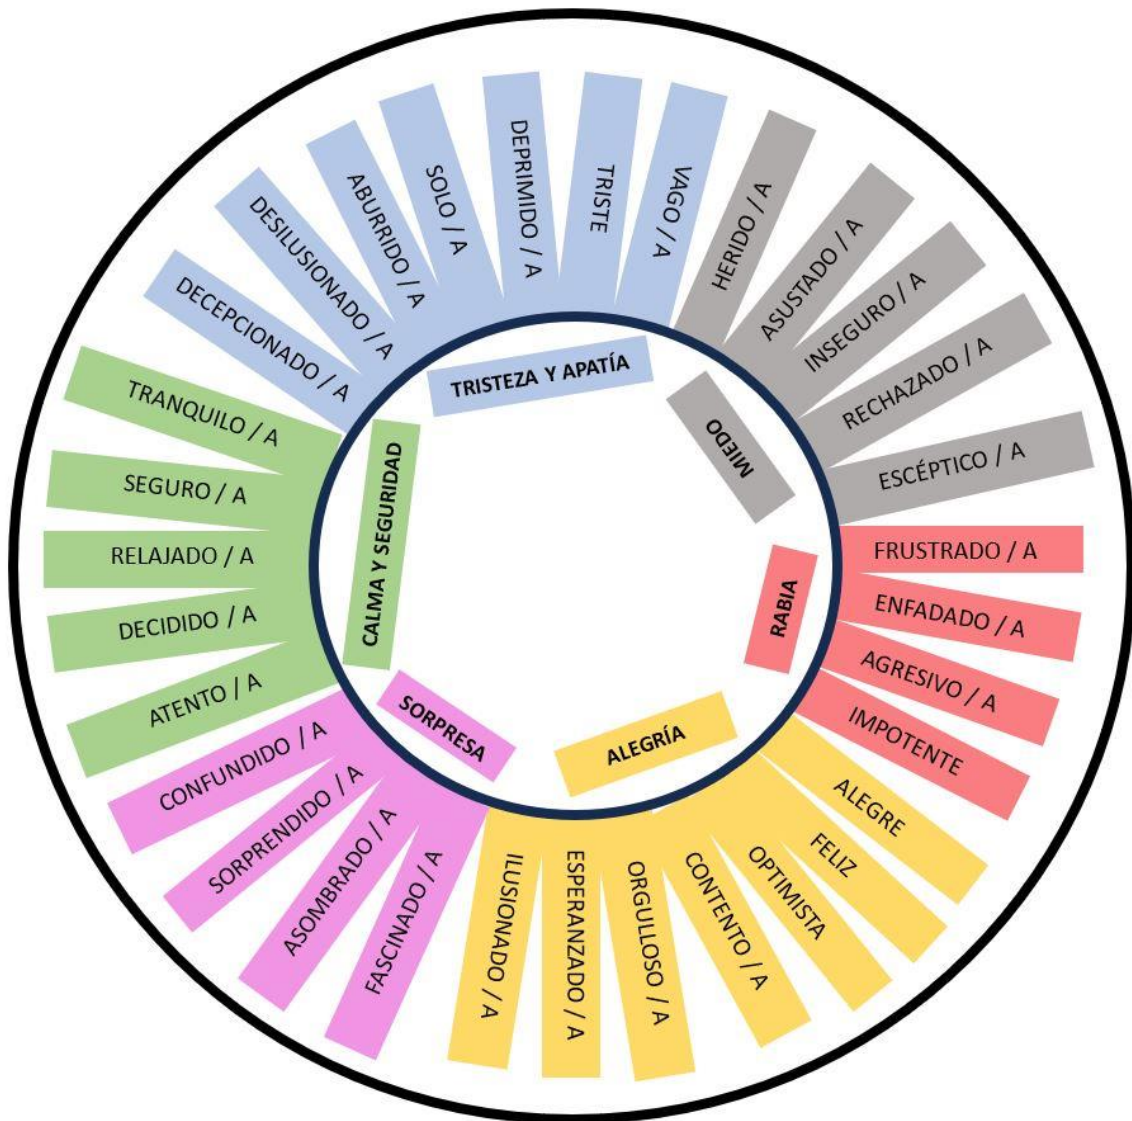 DECEPCIONADO / A
DESILUSIONADO / A
ABURRIDO / A
SOLO / A
DEPRIMIDO / A
TRISTE
VAGO / A
HERIDO / A
ASUSTADO / A
INSEGURO / A
RECHAZADO / A
ESCÉPTICO / A
FRUSTRADO / A
ENFADADO / A
AGRESIVO / A
IMPOTENTE
ALEGRE
FELIZ
OPTIMISTA
CONTENTO / A
ORGULLOSO / A
ESPERANZADO / A
ILUSIONADO / A
FASCINADO / A
ASOMBRADO / A
SORPRENDIDO / A
CONFUNDIDO / A
ATENTO / A
DECIDIDO / A
RELAJADO / A
SEGURO / A
TRANQUILO / A
TRISTEZA Y APATÍA
MIEDO
RABIA
ALEGRÍA
SORPRESA
CALMA Y SEGURIDAD